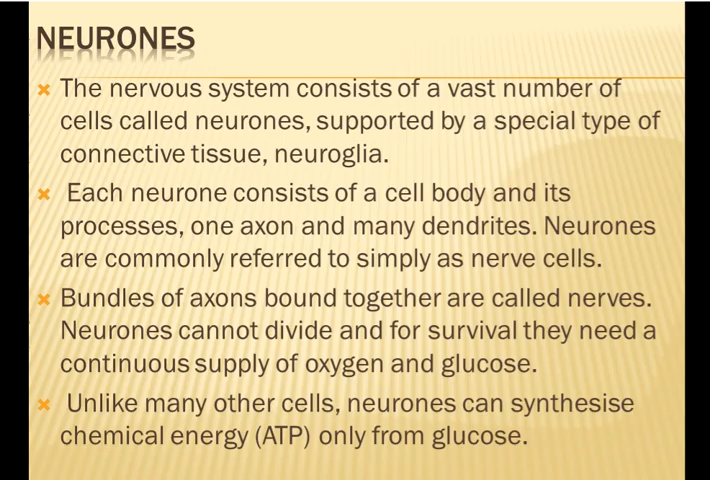 NEURONES
The nervous system consists of a vast number of
cells called neurones, supported by a special type of
connective tissue, neuroglia.
Each neurone consists of a cell body and its
processes, one axon and many dendrites. Neurones
are commonly referred to simply as nerve cells.
Bundles of axons bound together are called nerves.
Neurones cannot divide and for survival they need a
continuous supply of oxygen and glucose.
Unlike many other cells, neurones can synthesise
chemical energy (ATP) only from glucose.